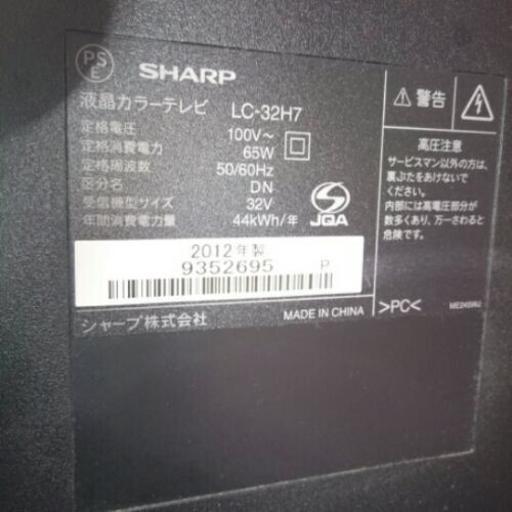 PS
E
SHARP
液晶カラーテレビ LC-32H7
定格電圧 100V~
定格消費電力 65W
定格周波数 50/60Hz
区分名 DN
受信機型サイズ 32V
年間消費電力量 44kWh/年
JQA
2012年製
9352695 P
シャープ株式会社 MADE IN CHINA
警告
高圧注意
サービスマン以外の方は、
裏ぶたをあけないで
ください。
内部には高電圧部分が
数多くあり、万一さわると
危険です。
>PC<